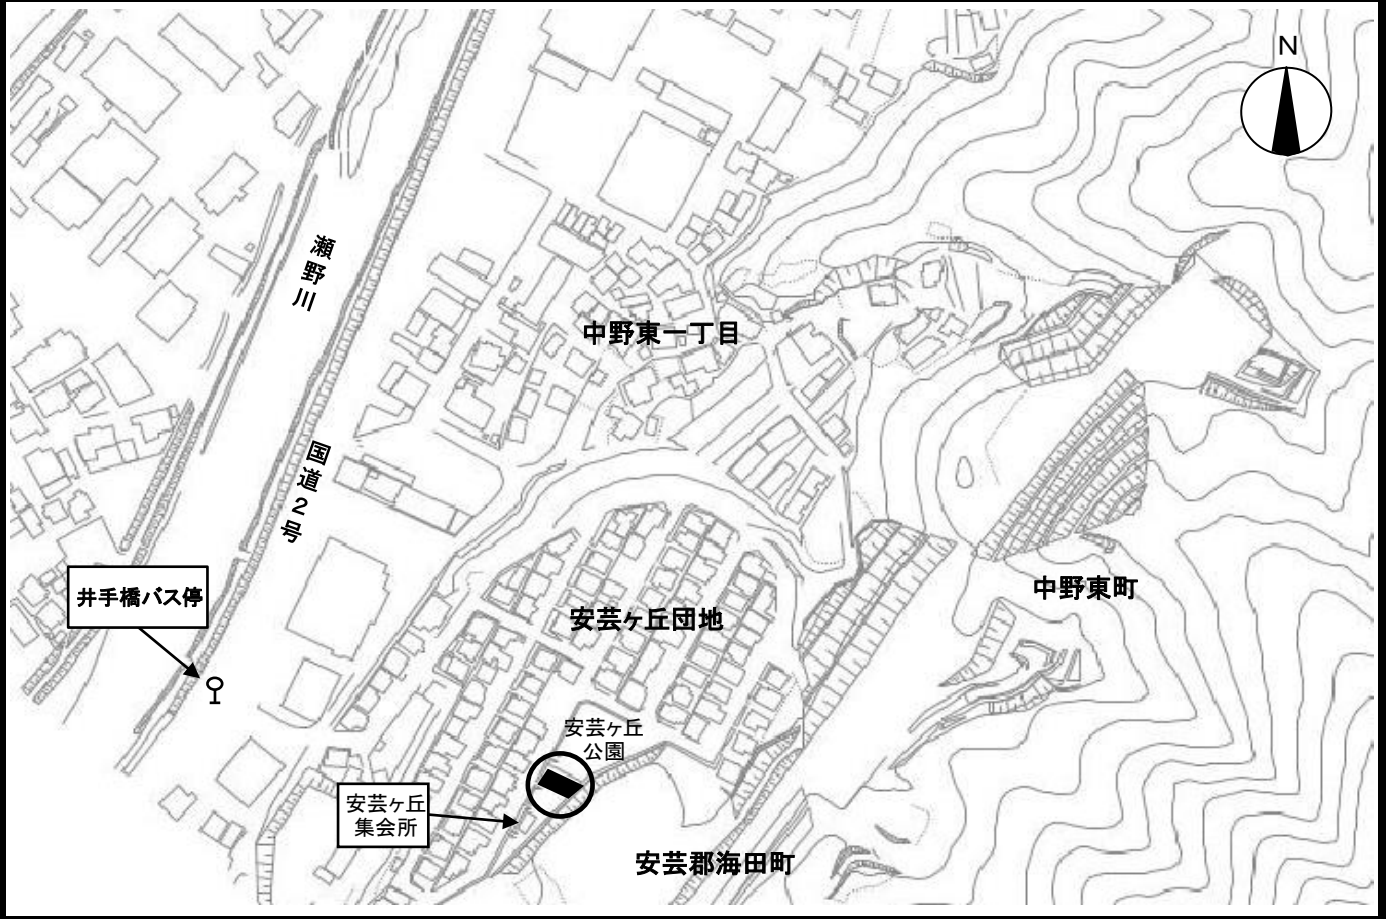 N
瀬野川
中野東一丁目
国道2号
井手橋バス停
中野東町
安芸ヶ丘団地
安芸ヶ丘
公園
安芸ヶ丘
集会所
安芸郡海田町